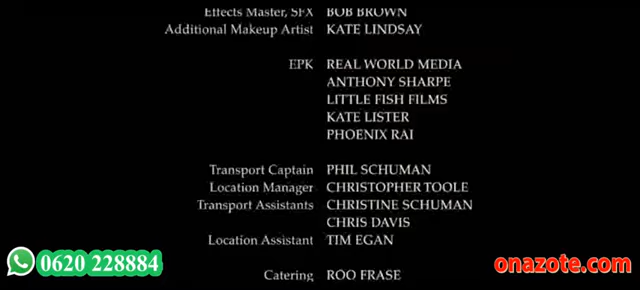 Effects Master, SFX BOB BROWN
Additional Makeup Artist KATE LINDSAY
EPK REAL WORLD MEDIA
ANTHONY SHARPE
LITTLE FISH FILMS
KATE LISTER
PHOENIX RAI
Transport Captain PHIL SCHUMAN
Location Manager CHRISTOPHER TOOLE
Transport Assistants CHRISTINE SCHUMAN
CHRIS DAVIS
Location Assistant TIM EGAN
Catering ROO FRASE
0620 228884
onazote.com